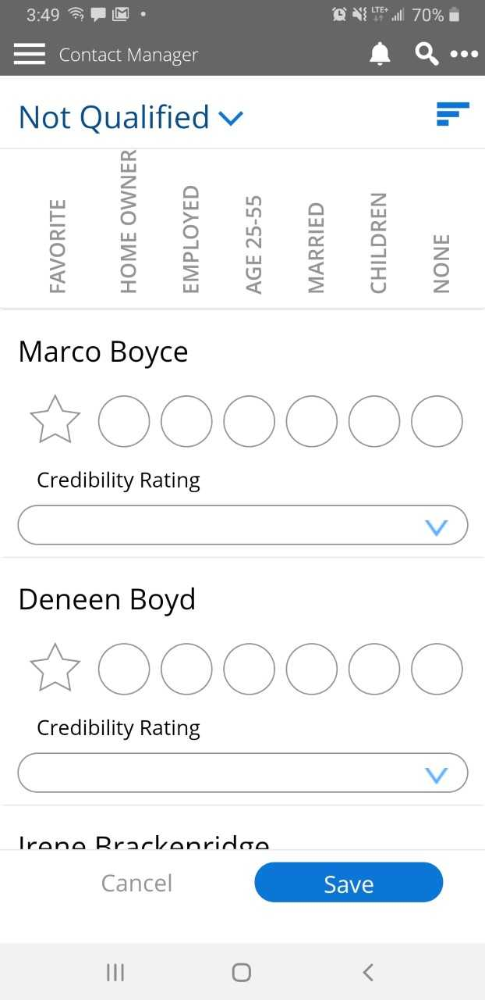 3:49 LTE+ 70%
Contact Manager
Not Qualified
FAVORITE
HOME OWNER
EMPLOYED
AGE 25-55
MARRIED
CHILDREN
NONE
Marco Boyce
Credibility Rating
Deneen Boyd
Credibility Rating
Irene Brackenridge
Cancel Save